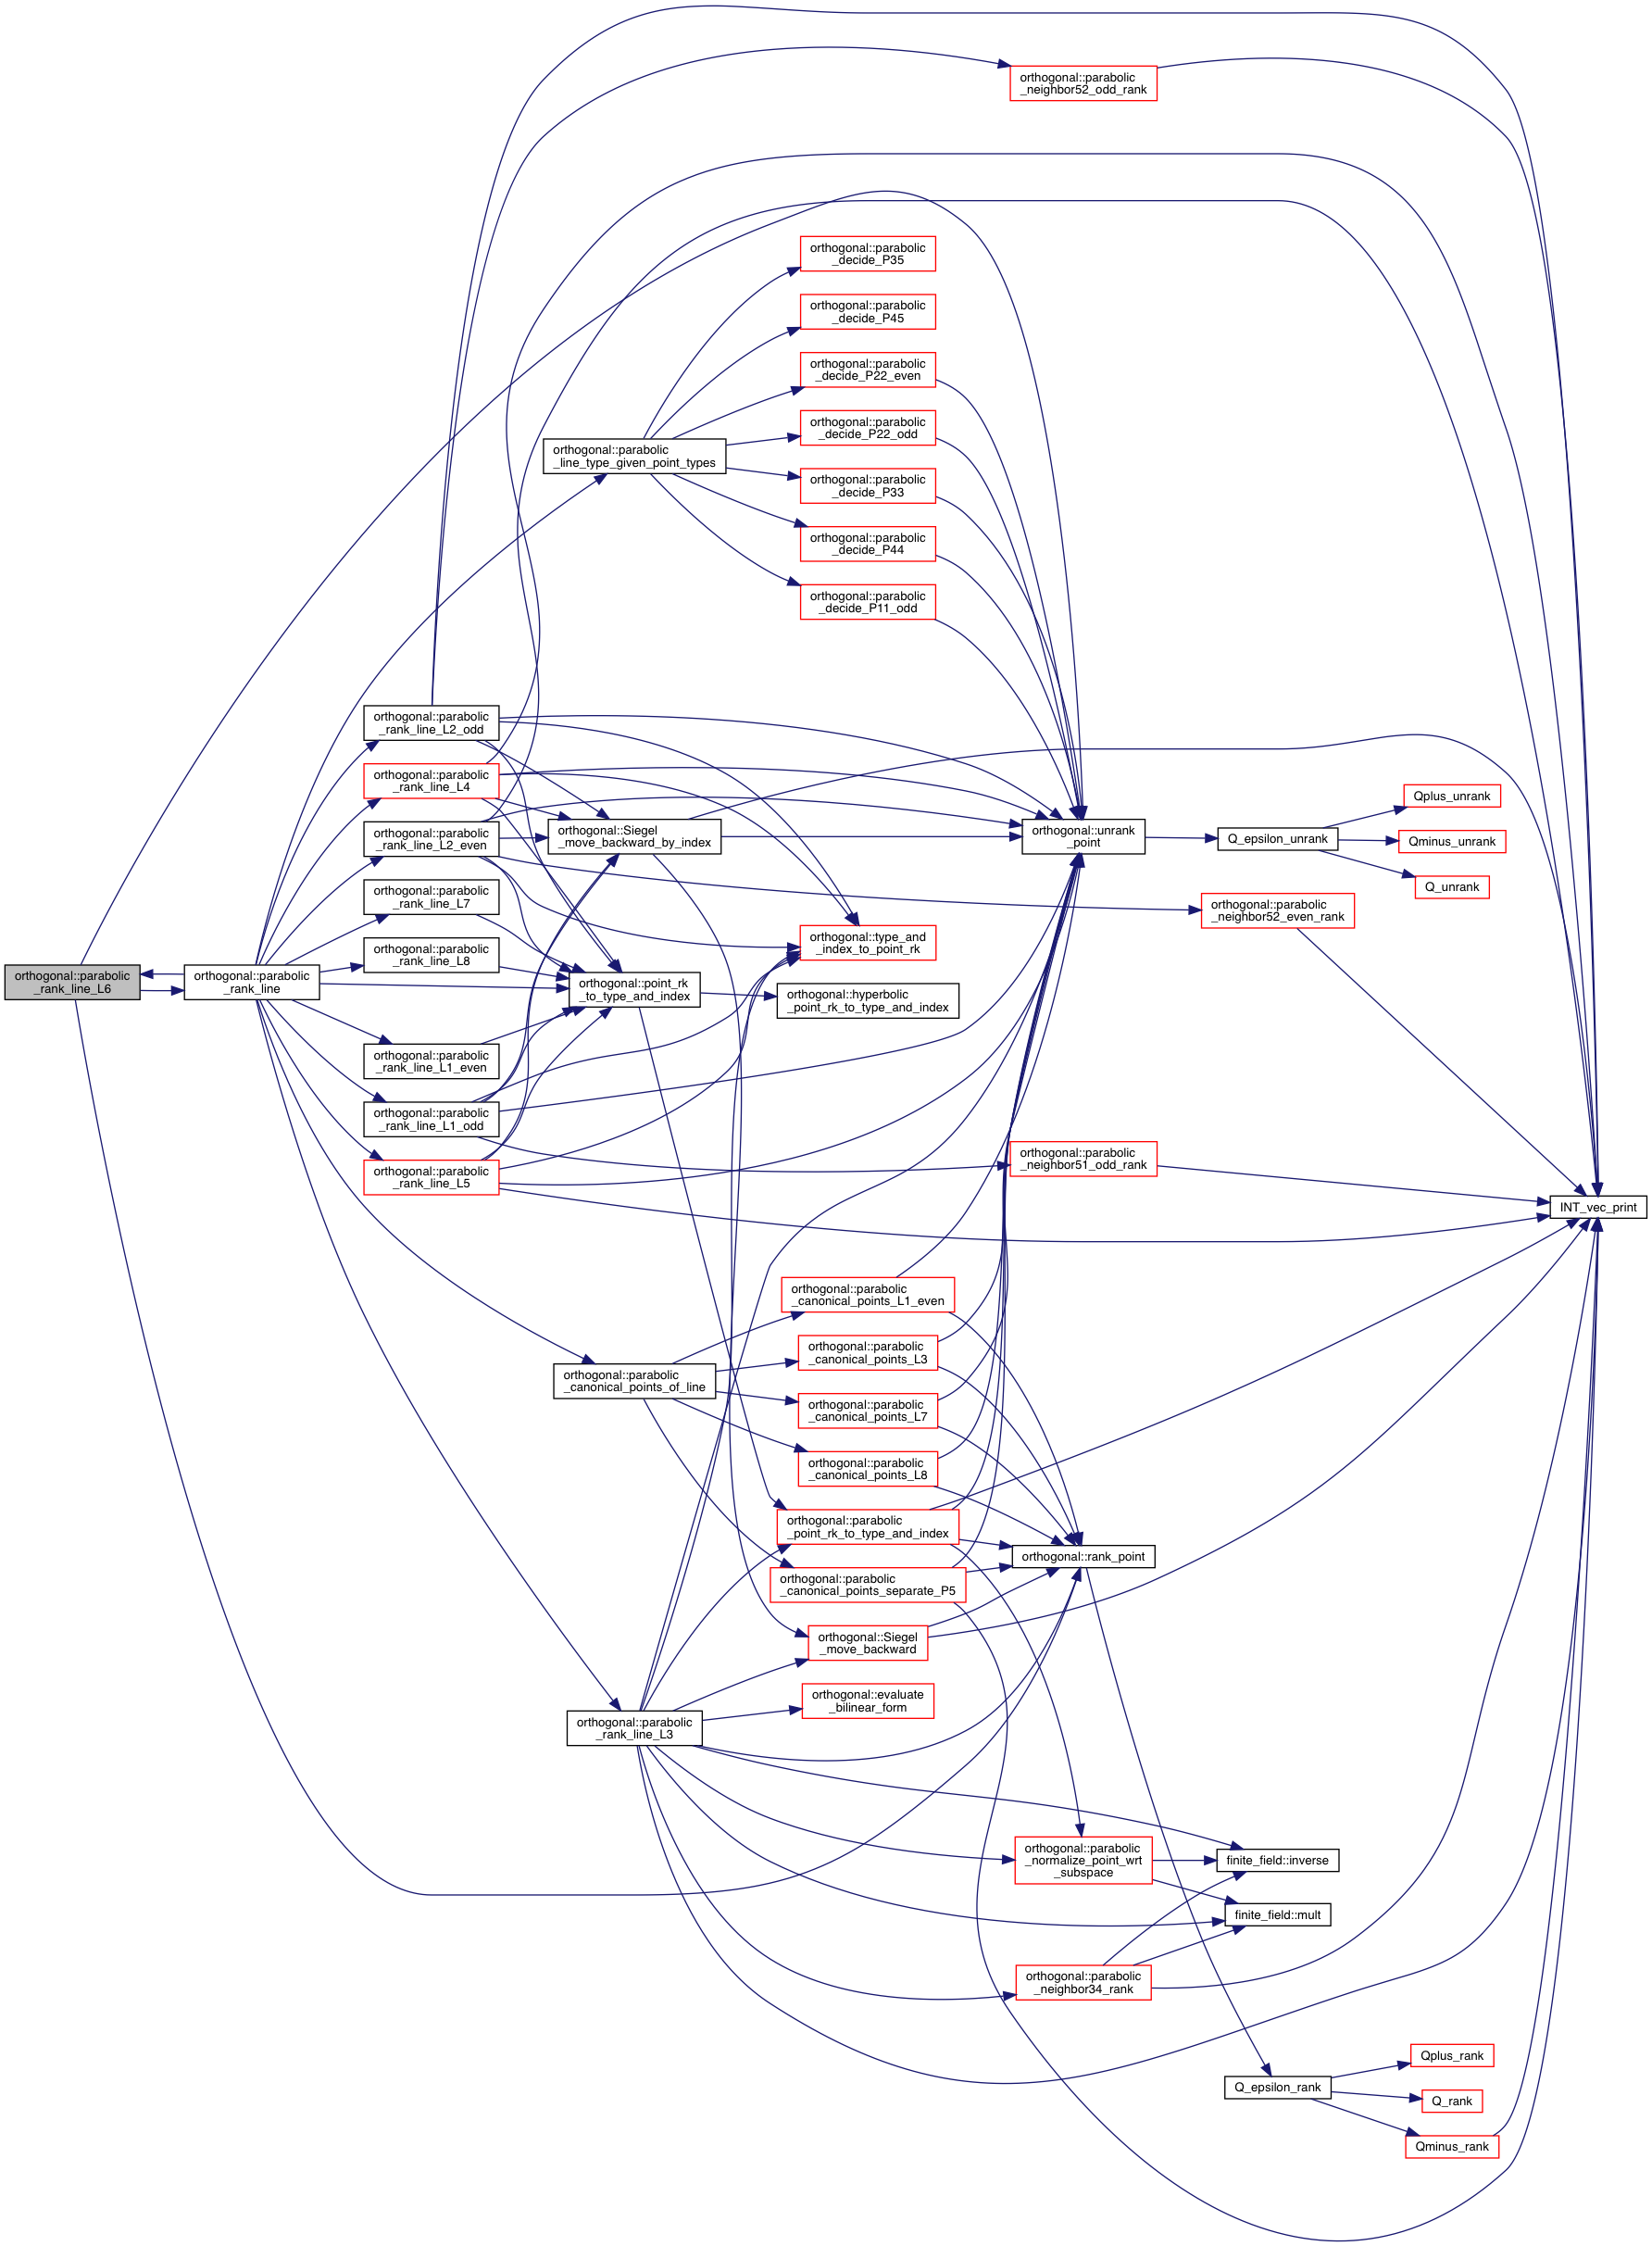 orthogonal::parabolic
_neighbor52_odd_rank
orthogonal::parabolic
_decide_P35
orthogonal::parabolic
_decide_P45
orthogonal::parabolic
_decide_P22_even
orthogonal::parabolic
_decide_P22_odd
orthogonal::parabolic
_line_type_given_point_types
orthogonal::parabolic
_decide_P33
orthogonal::parabolic
_decide_P44
orthogonal::parabolic
_decide_P11_odd
orthogonal::parabolic
_rank_line_L2_odd
orthogonal::parabolic
_rank_line_L4
orthogonal::parabolic
_rank_line_L2_even
orthogonal::Siegel
_move_backward_by_index
orthogonal::unrank
_point
Q_epsilon_unrank
Qplus_unrank
Qminus_unrank
Q_unrank
orthogonal::parabolic
_rank_line_L7
orthogonal::parabolic
_neighbor52_even_rank
orthogonal::parabolic
_rank_line_L8
orthogonal::type_and
_index_to_point_rk
orthogonal::parabolic
_rank_line_L6
orthogonal::parabolic
_rank_line
orthogonal::point_rk
_to_type_and_index
orthogonal::hyperbolic
_point_rk_to_type_and_index
orthogonal::parabolic
_rank_line_L1_even
orthogonal::parabolic
_rank_line_L1_odd
orthogonal::parabolic
_rank_line_L5
orthogonal::parabolic
_neighbor51_odd_rank
INT_vec_print
orthogonal::parabolic
_canonical_points_L1_even
orthogonal::parabolic
_canonical_points_L3
orthogonal::parabolic
_canonical_points_of_line
orthogonal::parabolic
_canonical_points_L7
orthogonal::parabolic
_canonical_points_L8
orthogonal::parabolic
_point_rk_to_type_and_index
orthogonal::rank_point
orthogonal::parabolic
_canonical_points_separate_P5
orthogonal::Siegel
_move_backward
orthogonal::evaluate
_bilinear_form
orthogonal::parabolic
_rank_line_L3
orthogonal::parabolic
_normalize_point_wrt
_subspace
finite_field::inverse
finite_field::mult
orthogonal::parabolic
_neighbor34_rank
Q_epsilon_rank
Qplus_rank
Q_rank
Qminus_rank